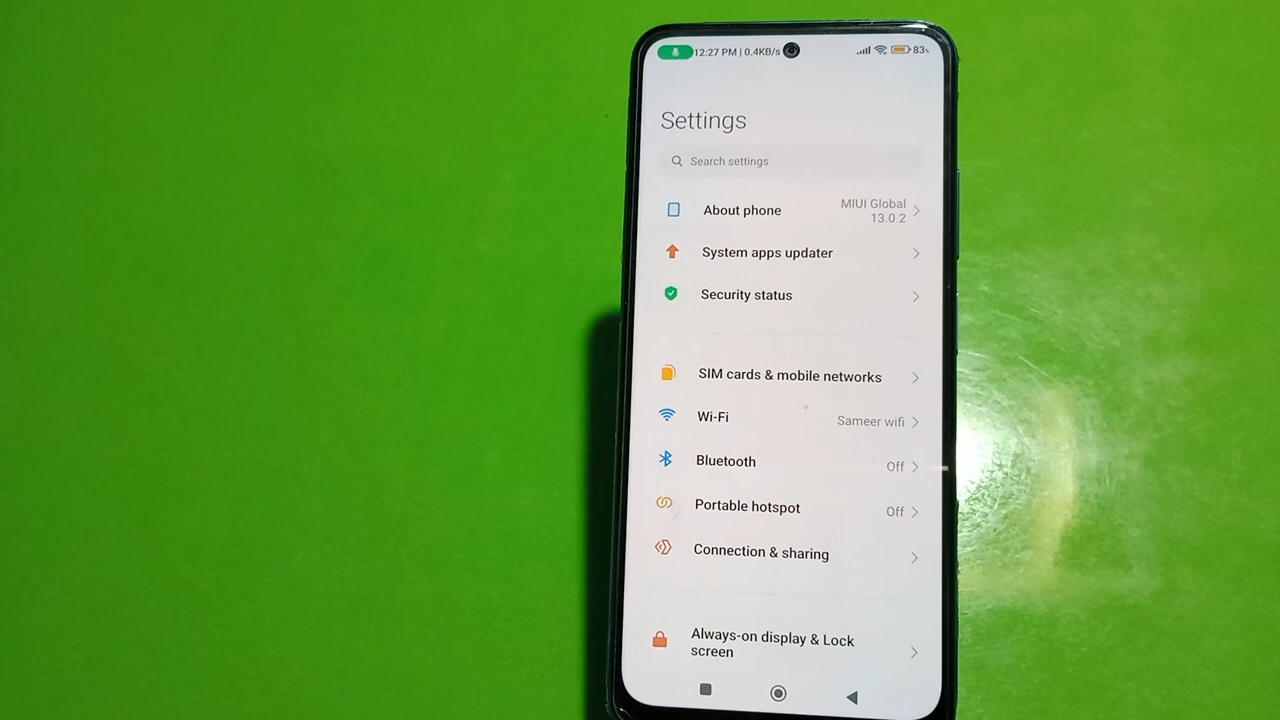 12:27 PM | 0.4KB/s 83%
Settings
Search settings
About phone
MIUI Global
13.0.2
System apps updater
Security status
SIM cards & mobile networks
Wi-Fi
Sameer wifi
Bluetooth
Off
Portable hotspot
Off
Connection & sharing
Always-on display & Lock
screen